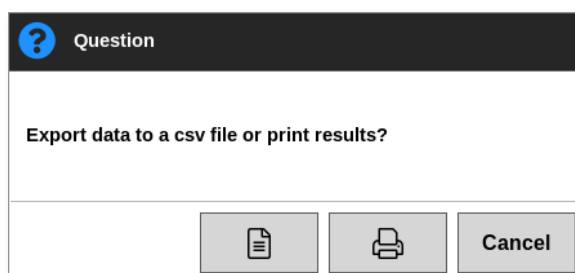 Question
Export data to a csv file or print results?
Cancel